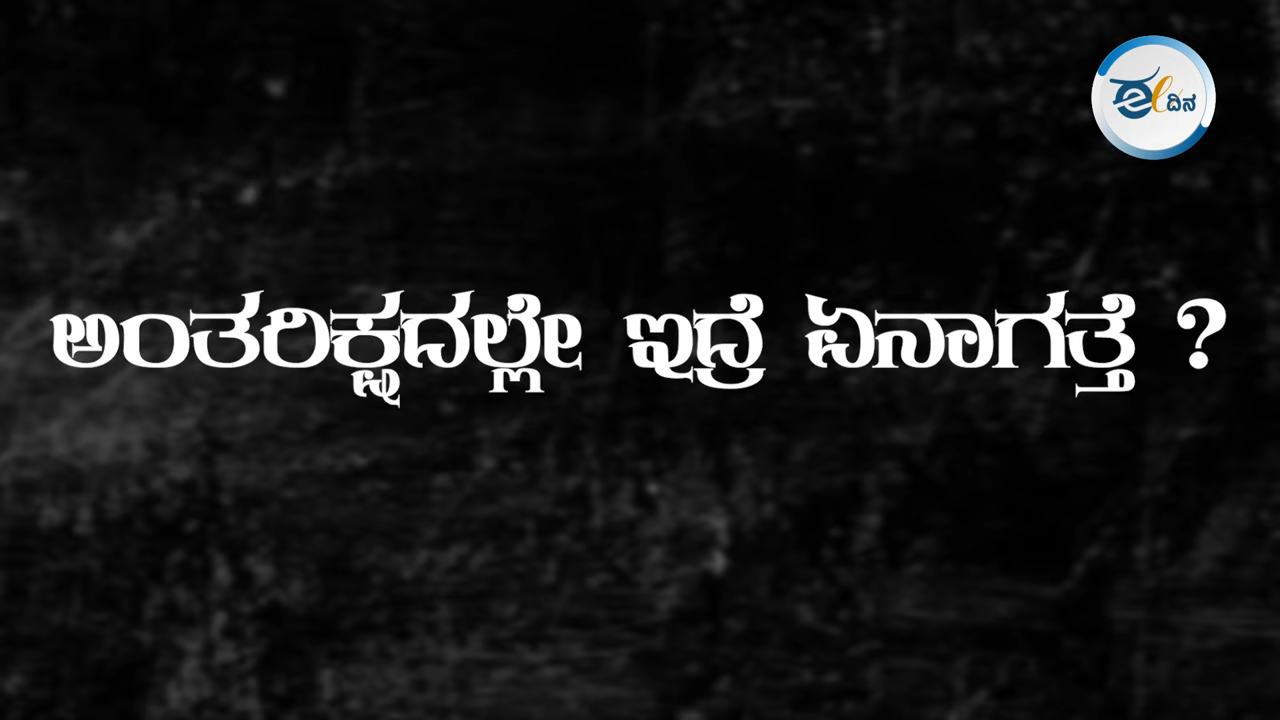 ದಿನ
ಅಂತರಿಕ್ಷದಲ್ಲೇ ಇದ್ರೆ ಏನಾಗತ್ತೆ ?